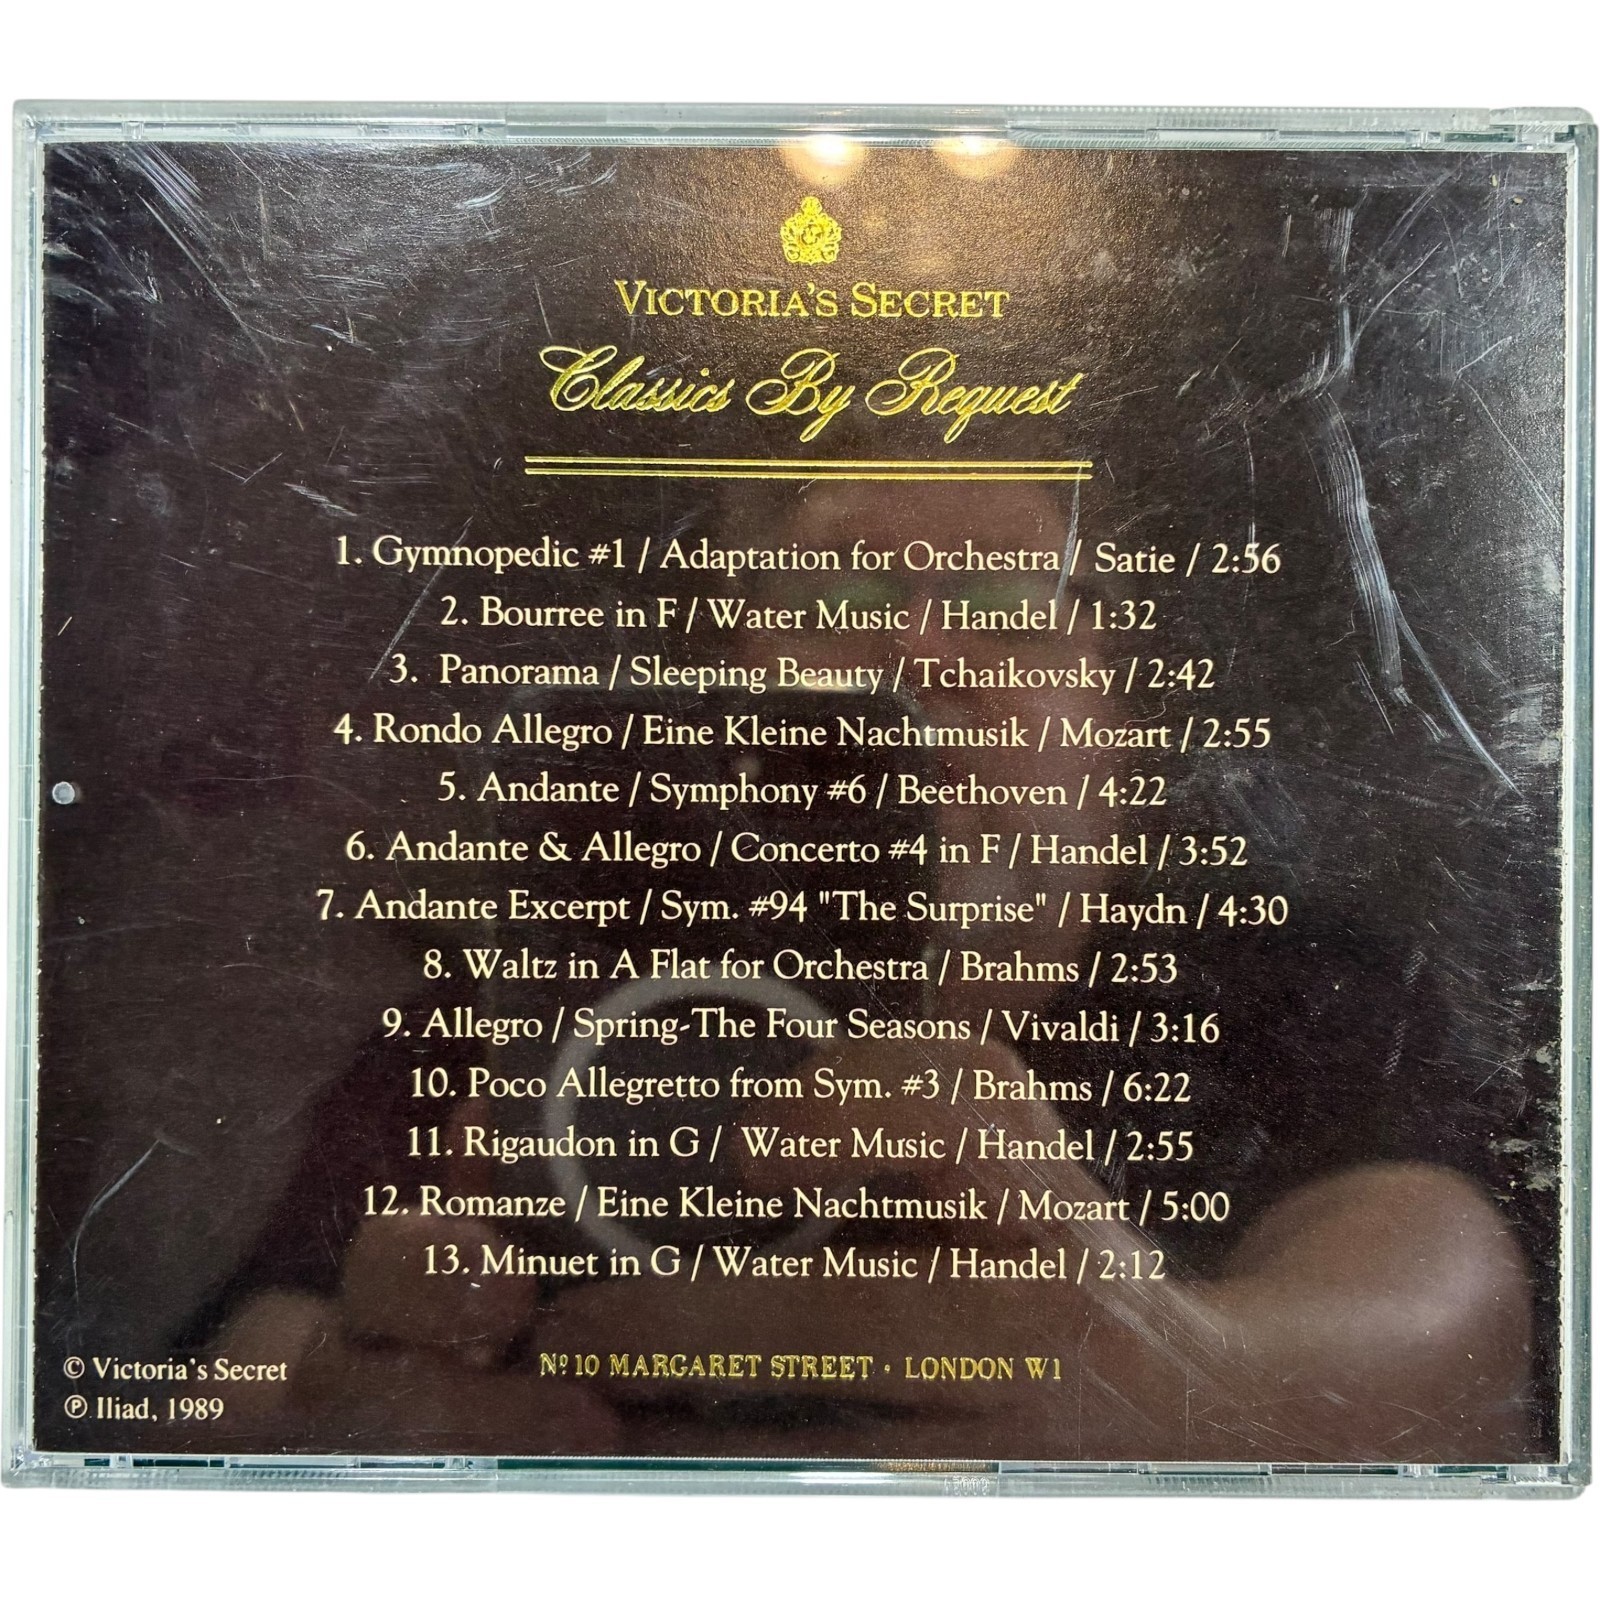 VICTORIA'S SECRET
Classics By Request
1. Gymnopedic #1 / Adaptation for Orchestra / Satie / 2:56
2. Bourree in F / Water Music / Handel / 1:32
3. Panorama / Sleeping Beauty / Tchaikovsky / 2:42
4. Rondo Allegro / Eine Kleine Nachtmusik / Mozart / 2:55
5. Andante / Symphony #6 / Beethoven / 4:22
6. Andante & Allegro / Concerto #4 in F / Handel / 3:52
7. Andante Excerpt / Sym. #94 "The Surprise" / Haydn / 4:30
8. Waltz in A Flat for Orchestra / Brahms / 2:53
9. Allegro / Spring-The Four Seasons / Vivaldi / 3:16
10. Poco Allegretto from Sym. #3 / Brahms / 6:22
11. Rigaudon in G / Water Music / Handel / 2:55
12. Romanze / Eine Kleine Nachtmusik / Mozart / 5:00
13. Minuet in G / Water Music / Handel / 2:12
Nº 10 MARGARET STREET · LONDON W1
© Victoria's Secret
℗ Iliad, 1989